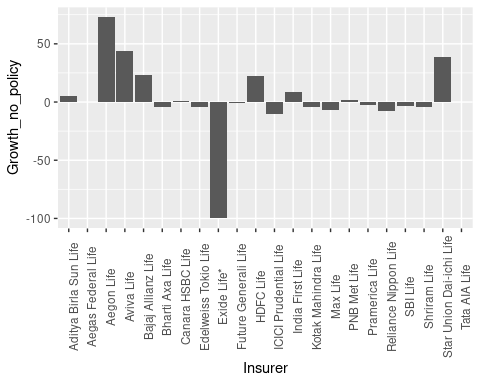 Growth_no_policy
50
0
-50
-100
Aditya Birla Sun Life
Aegas Federal Life
Aegon Life
Aviva Life
Bajaj Allianz Life
Bharti Axa Life
Canara HSBC Life
Edelweiss Tokio Life
Exide Life*
Future Generali Life
HDFC Life
ICICI Prudential Life
India First Life
Kotak Mahindra Life
Max Life
PNB Met Life
Pramerica Life
Reliance Nippon Life
SBI Life
Shriram Life
Star Union Dai-ichi Life
Tata AIA Life
Insurer